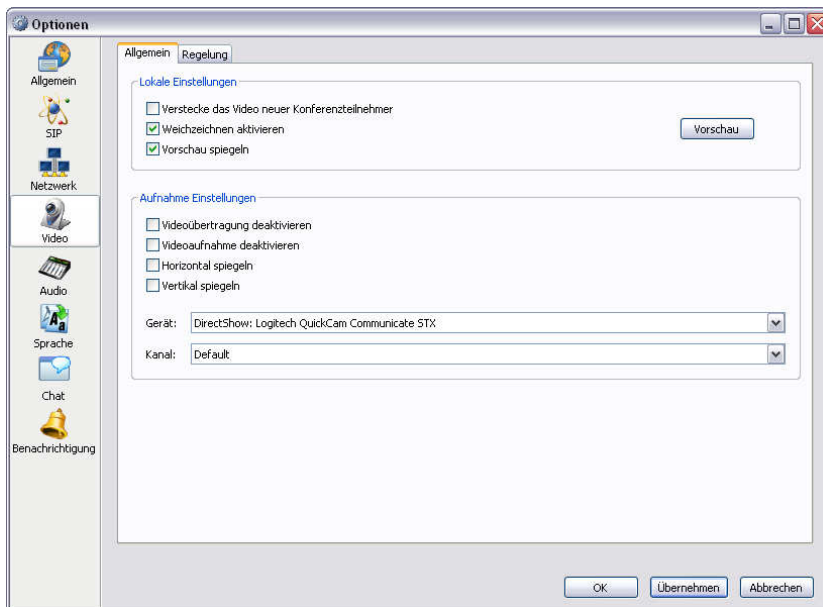 Optionen
Allgemein
SIP
Netzwerk
Video
Audio
Sprache
Chat
Benachrichtigung
Allgemein Regelung
Lokale Einstellungen
Verstecke das Video neuer Konferenzteilnehmer
Weichzeichnen aktivieren
Vorschau spiegeln
Vorschau
Aufnahme Einstellungen
Videoübertragung deaktivieren
Videoaufnahme deaktivieren
Horizontal spiegeln
Vertikal spiegeln
Gerät: DirectShow: Logitech QuickCam Communicate STX
Kanal: Default
OK Übernehmen Abbrechen